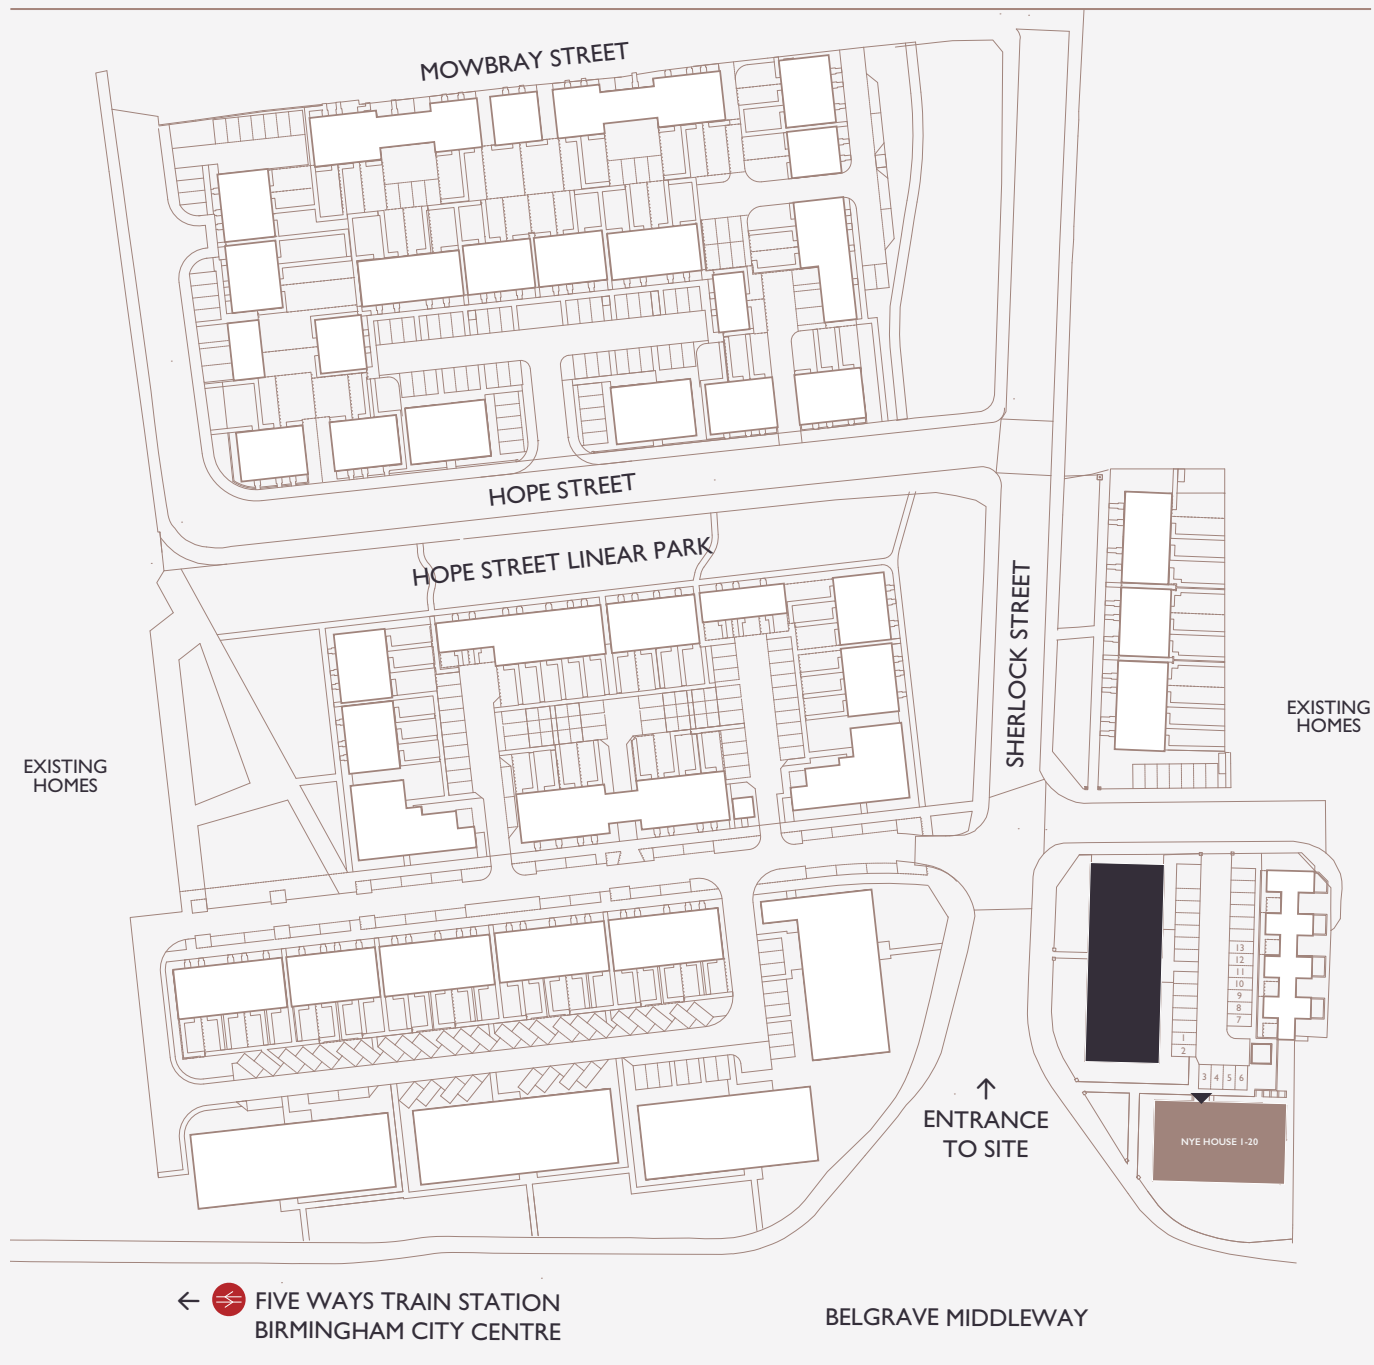 MOWBRAY STREET
HOPE STREET
HOPE STREET LINEAR PARK
SHERLOCK STREET
EXISTING
HOMES
EXISTING
HOMES
13
12
11
10
9
8
7
1
2
3 4 5 6
NYE HOUSE 1-20
ENTRANCE
TO SITE
FIVE WAYS TRAIN STATION
BIRMINGHAM CITY CENTRE
BELGRAVE MIDDLEWAY